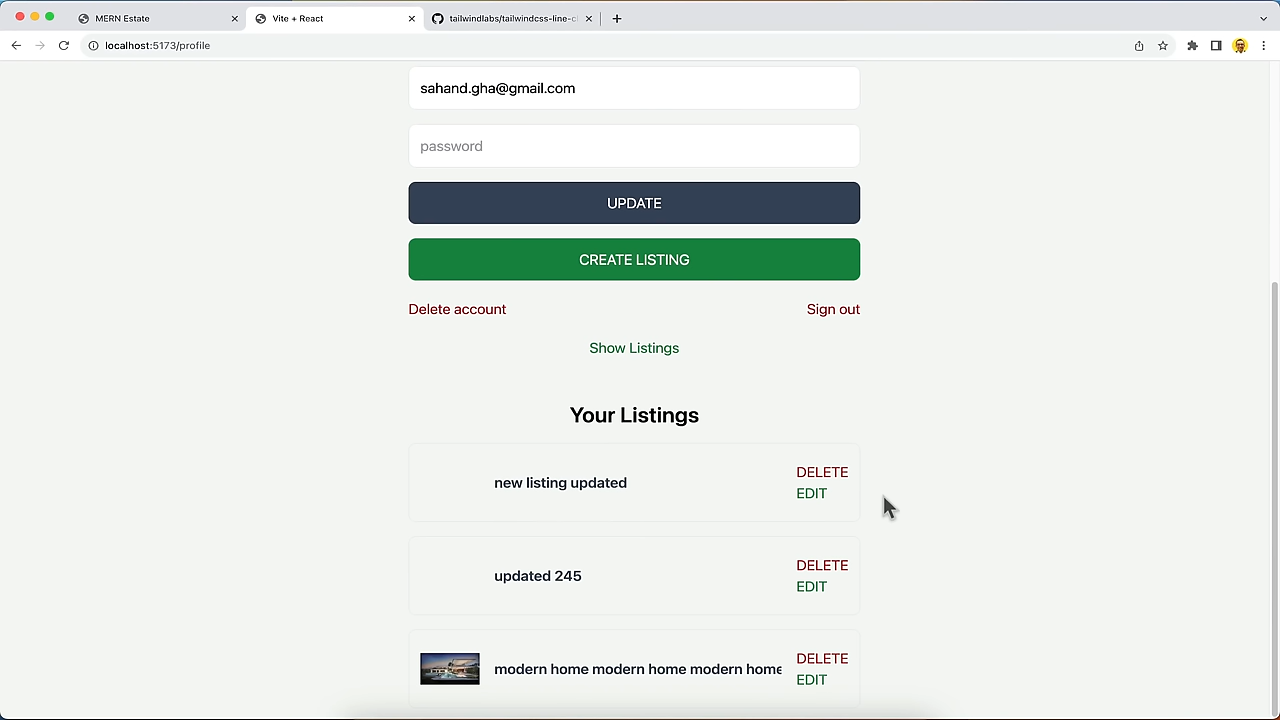 MERN Estate
Vite + React
tailwindlabs/tailwindcss-line-c
localhost:5173/profile
sahand.gha@gmail.com
password
UPDATE
CREATE LISTING
Delete account
Sign out
Show Listings
Your Listings
new listing updated
DELETE
EDIT
updated 245
DELETE
EDIT
modern home modern home modern home
DELETE
EDIT